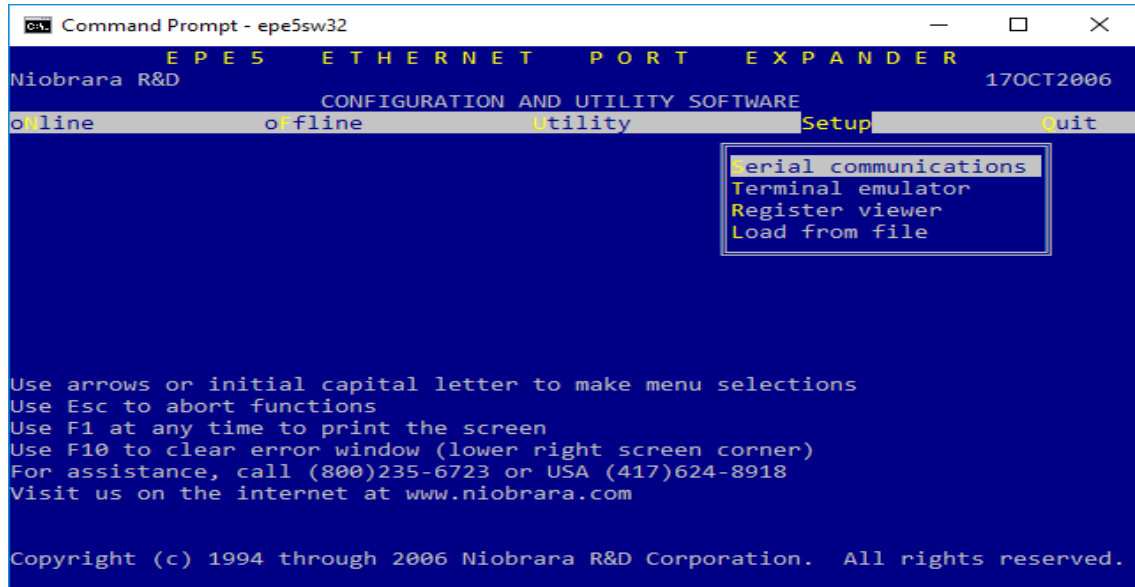 Command Prompt - epe5sw32
E P E 5 E T H E R N E T P O R T E X P A N D E R
Niobrara R&D 17OCT2006
CONFIGURATION AND UTILITY SOFTWARE
oNline oFfline Utility Setup Quit
Serial communications
Terminal emulator
Register viewer
Load from file
Use arrows or initial capital letter to make menu selections
Use Esc to abort functions
Use F1 at any time to print the screen
Use F10 to clear error window (lower right screen corner)
For assistance, call (800)235-6723 or USA (417)624-8918
Visit us on the internet at www.niobrara.com
Copyright (c) 1994 through 2006 Niobrara R&D Corporation. All rights reserved.